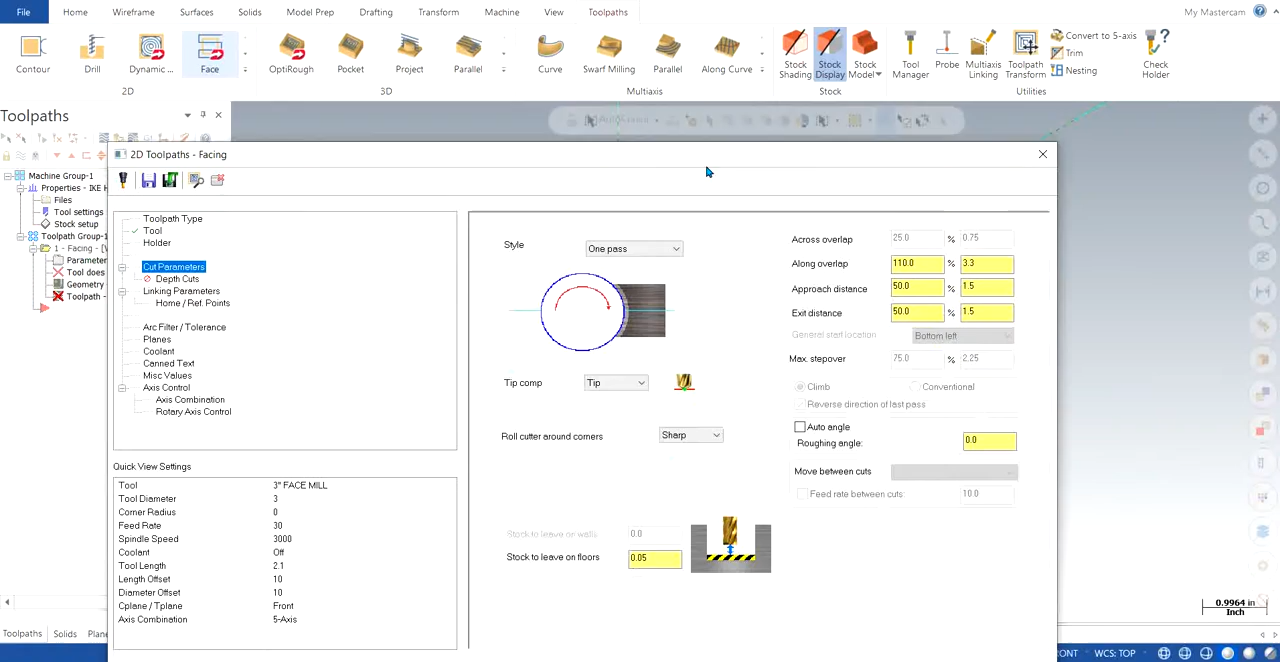 File Home Wireframe Surfaces Solids Model Prep Drafting Transform Machine View Toolpaths My Mastercam
Contour Drill Dynamic ... Face OptiRough Pocket Project Parallel Curve Swarf Milling Parallel Along Curve Stock Shading Stock Display Stock Model Tool Manager Probe Multiaxis Linking Toolpath Transform Convert to 5-axis Trim Nesting Check Holder
2D 3D Multiaxis Stock Utilities
Toolpaths
Machine Group-1
Properties - IKE H
Files
Tool settings
Stock setup
Toolpath Group-1
1 - Facing - [
Parameter
Tool does
Geometry
Toolpath -
2D Toolpaths - Facing
Toolpath Type
Tool
Holder
Cut Parameters
Depth Cuts
Linking Parameters
Home / Ref. Points
Arc Filter / Tolerance
Planes
Coolant
Canned Text
Misc Values
Axis Control
Axis Combination
Rotary Axis Control
Quick View Settings
Tool 3" FACE MILL
Tool Diameter 3
Corner Radius 0
Feed Rate 30
Spindle Speed 3000
Coolant Off
Tool Length 2.1
Length Offset 10
Diameter Offset 10
Cplane / Tplane Front
Axis Combination 5-Axis
Style One pass
Tip comp Tip
Roll cutter around corners Sharp
Stock to leave on walls 0.0
Stock to leave on floors 0.05
Across overlap 25.0 % 0.75
Along overlap 110.0 % 3.3
Approach distance 50.0 % 1.5
Exit distance 50.0 % 1.5
General start location Bottom left
Max. stepover 75.0 % 2.25
Climb Conventional
Reverse direction of last pass
Auto angle
Roughing angle: 0.0
Move between cuts
Feed rate between cuts: 10.0
0.9964 in
Inch
Toolpaths Solids Plane
ONT WCS: TOP